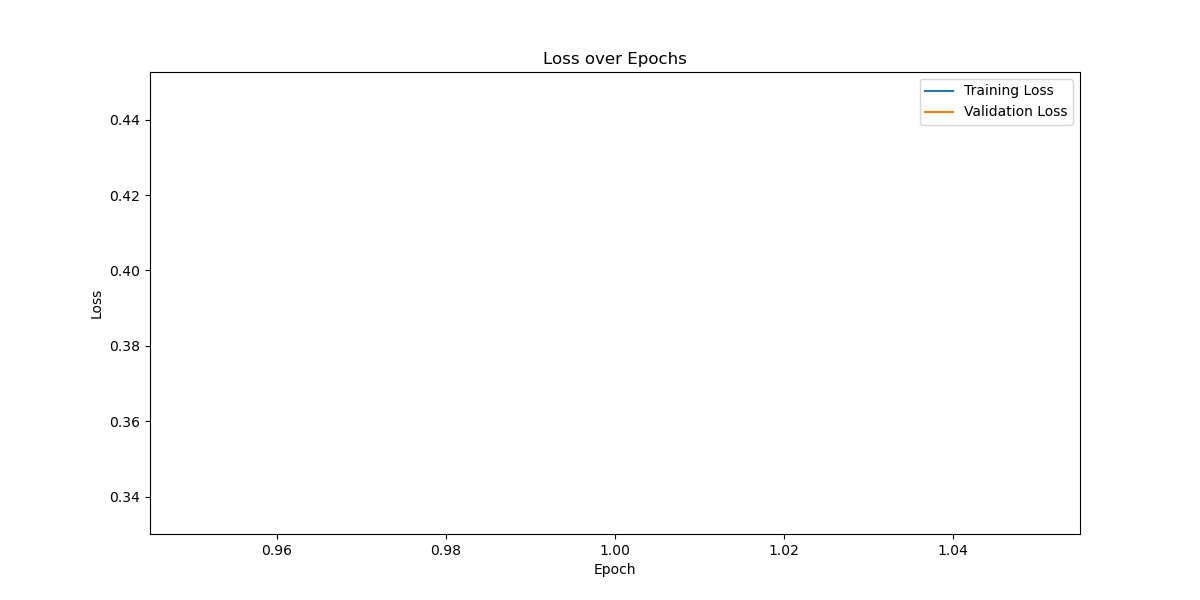 Loss over Epochs
Training Loss
Validation Loss
0.44
0.42
0.40
0.38
0.36
0.34
Loss
0.96 0.98 1.00 1.02 1.04
Epoch